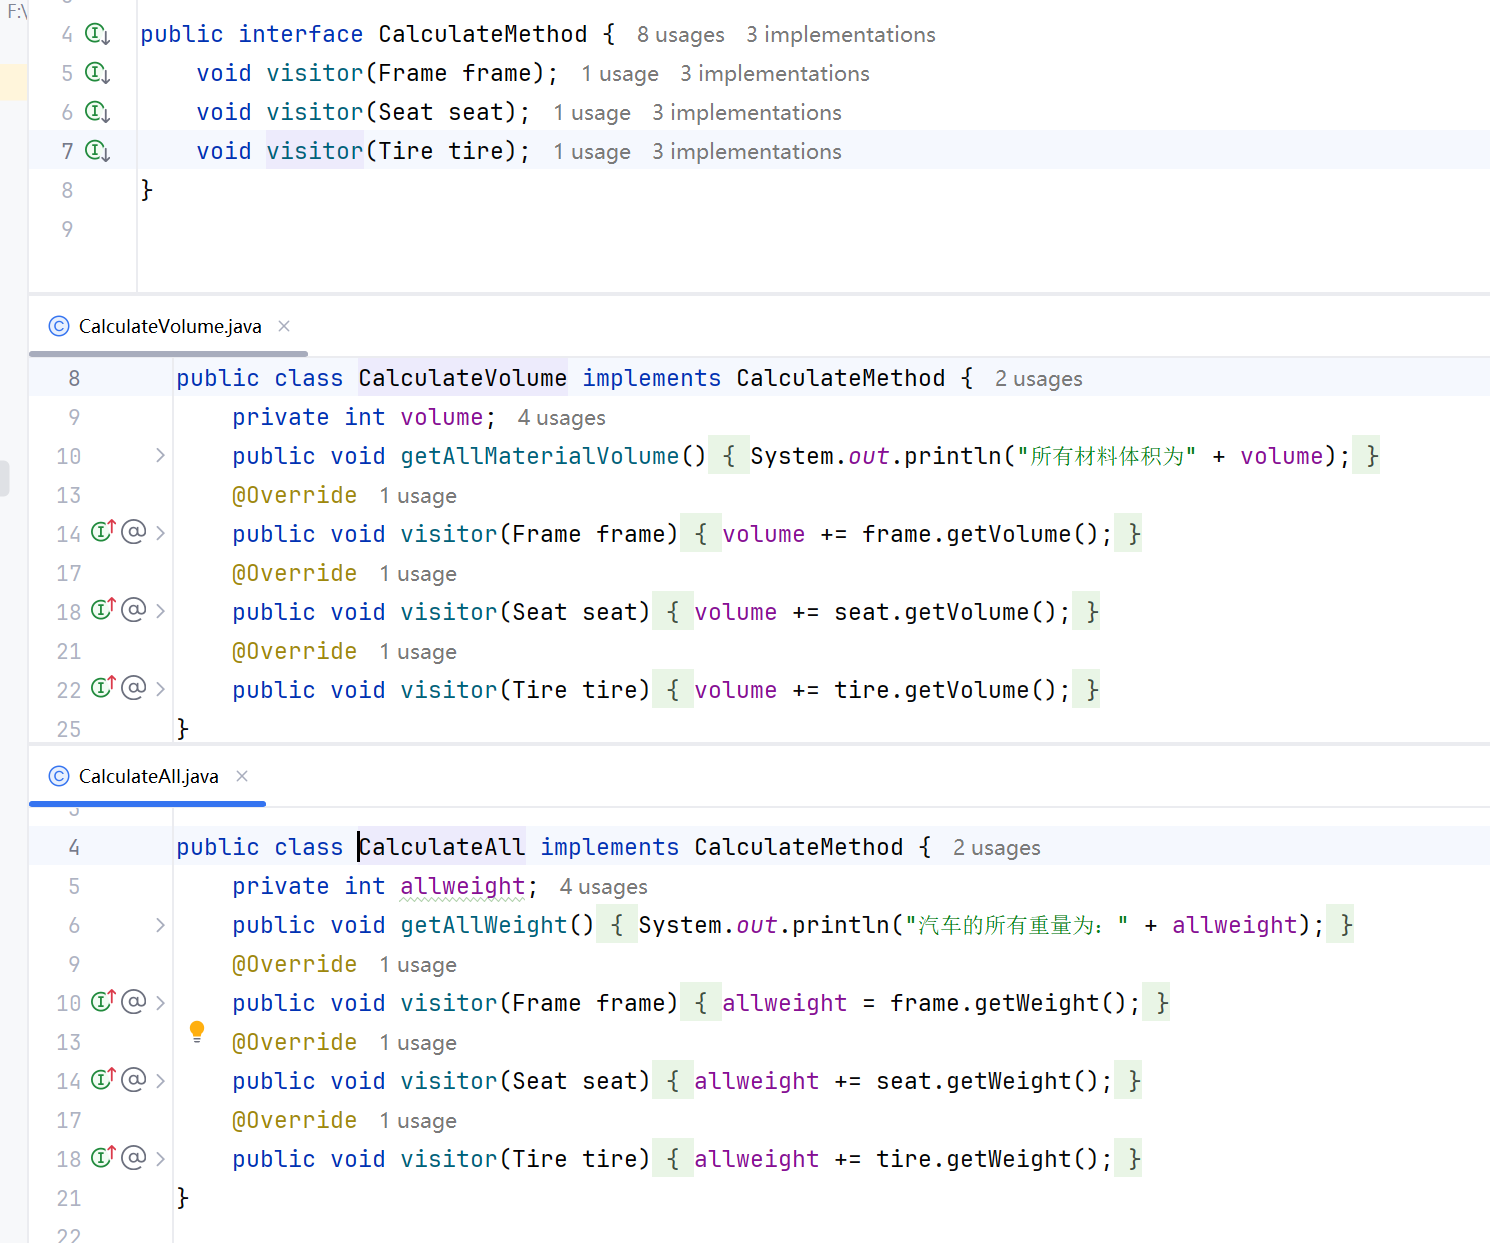 F:\
4 public interface CalculateMethod { 8 usages 3 implementations
5 void visitor(Frame frame); 1 usage 3 implementations
6 void visitor(Seat seat); 1 usage 3 implementations
7 void visitor(Tire tire); 1 usage 3 implementations
8 }
9
CalculateVolume.java ×
8 public class CalculateVolume implements CalculateMethod { 2 usages
9 private int volume; 4 usages
10 public void getAllMaterialVolume() { System.out.println("所有材料体积为" + volume); }
13 @Override 1 usage
14 public void visitor(Frame frame) { volume += frame.getVolume(); }
17 @Override 1 usage
18 public void visitor(Seat seat) { volume += seat.getVolume(); }
21 @Override 1 usage
22 public void visitor(Tire tire) { volume += tire.getVolume(); }
25 }
CalculateAll.java ×
4 public class CalculateAll implements CalculateMethod { 2 usages
5 private int allweight; 4 usages
6 public void getAllWeight() { System.out.println("汽车的所有重量为：" + allweight); }
9 @Override 1 usage
10 public void visitor(Frame frame) { allweight = frame.getWeight(); }
13 @Override 1 usage
14 public void visitor(Seat seat) { allweight += seat.getWeight(); }
17 @Override 1 usage
18 public void visitor(Tire tire) { allweight += tire.getWeight(); }
21 }
22